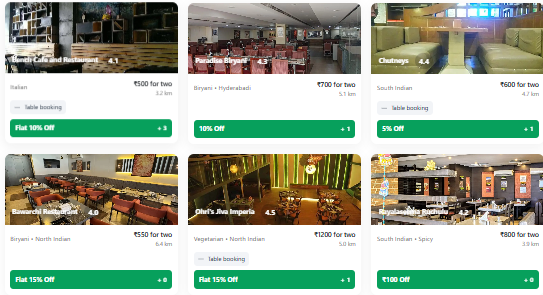 Tenth Cafe and Restaurant 4.1
Italian
₹500 for two
3.2 km
Table booking
Flat 10% Off + 3
Paradise Biryani 4.3
Biryani • Hyderabadi
₹700 for two
5.1 km
10% Off + 1
Chutneys 4.4
South Indian
₹600 for two
4.7 km
Table booking
5% Off + 1
Bawarchi Restaurant 4.0
Biryani • North Indian
₹550 for two
6.4 km
Flat 15% Off + 0
Ohri's Jiva Imperia 4.5
Vegetarian • North Indian
₹1200 for two
5.0 km
Table booking
Flat 15% Off + 1
Rayalaseema Ruchulu 4.2
South Indian • Spicy
₹800 for two
3.9 km
₹100 Off + 0